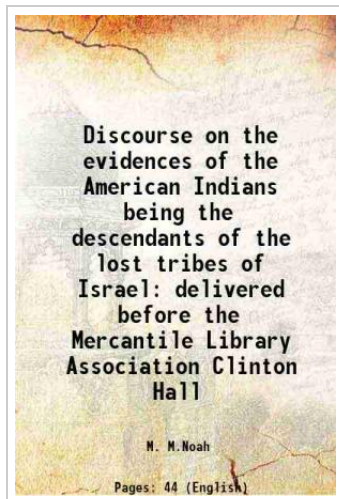 Discourse on the
evidences of the
American Indians
being the
descendants of the
lost tribes of
Israel: delivered
before the
Mercantile Library
Association Clinton
Hall
M. M.Noah
Pages: 44 (English)